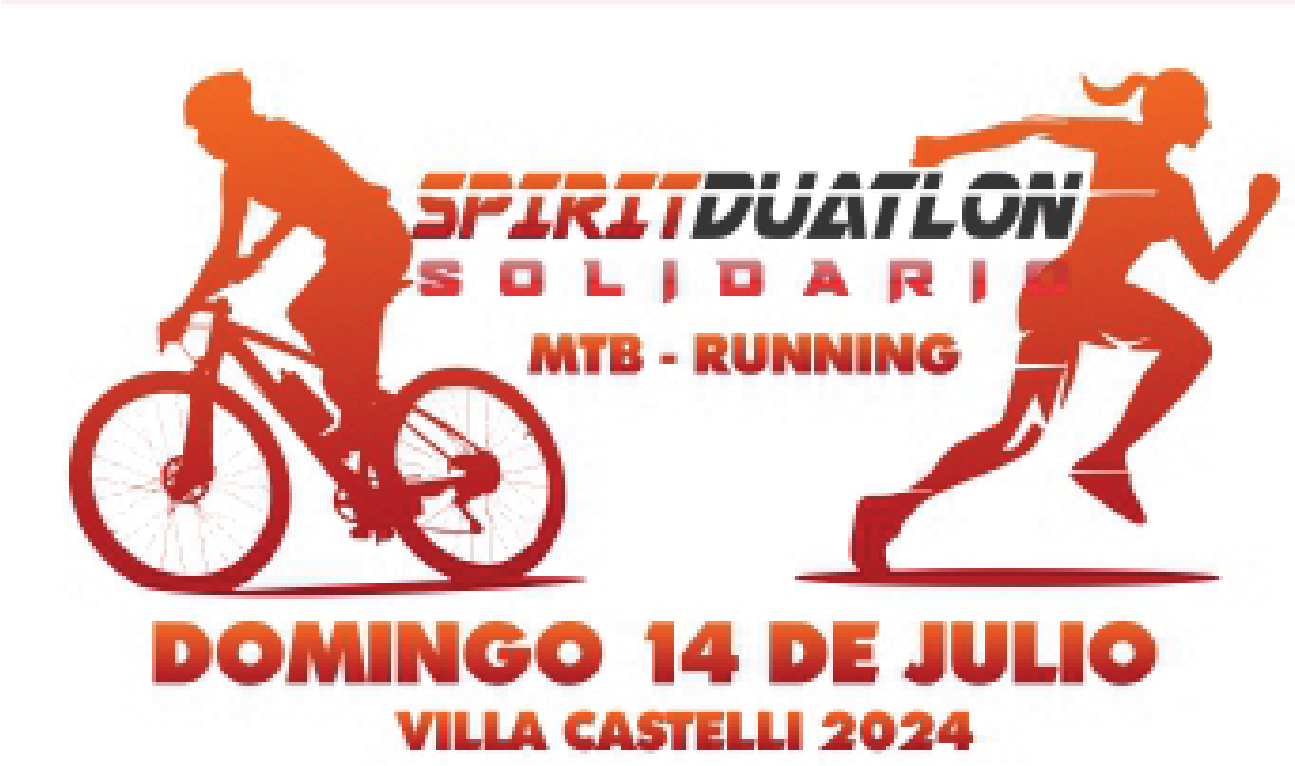 SPIRITDUATLON
SOLIDARIO
MTB - RUNNING
DOMINGO 14 DE JULIO
VILLA CASTELLI 2024